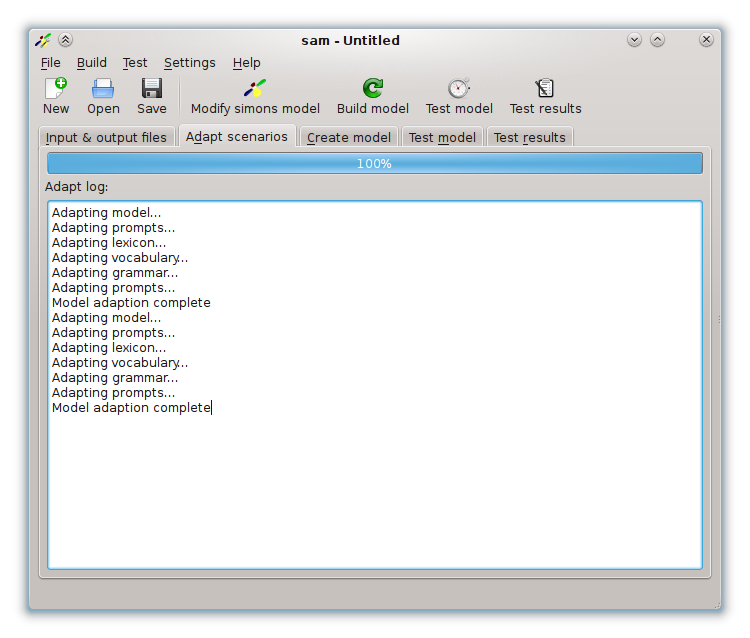 sam - Untitled
File Build Test Settings Help
New Open Save Modify simons model Build model Test model Test results
Input & output files Adapt scenarios Create model Test model Test results
100%
Adapt log:
Adapting model...
Adapting prompts...
Adapting lexicon...
Adapting vocabulary...
Adapting grammar...
Adapting prompts...
Model adaption complete
Adapting model...
Adapting prompts...
Adapting lexicon...
Adapting vocabulary...
Adapting grammar...
Adapting prompts...
Model adaption complete